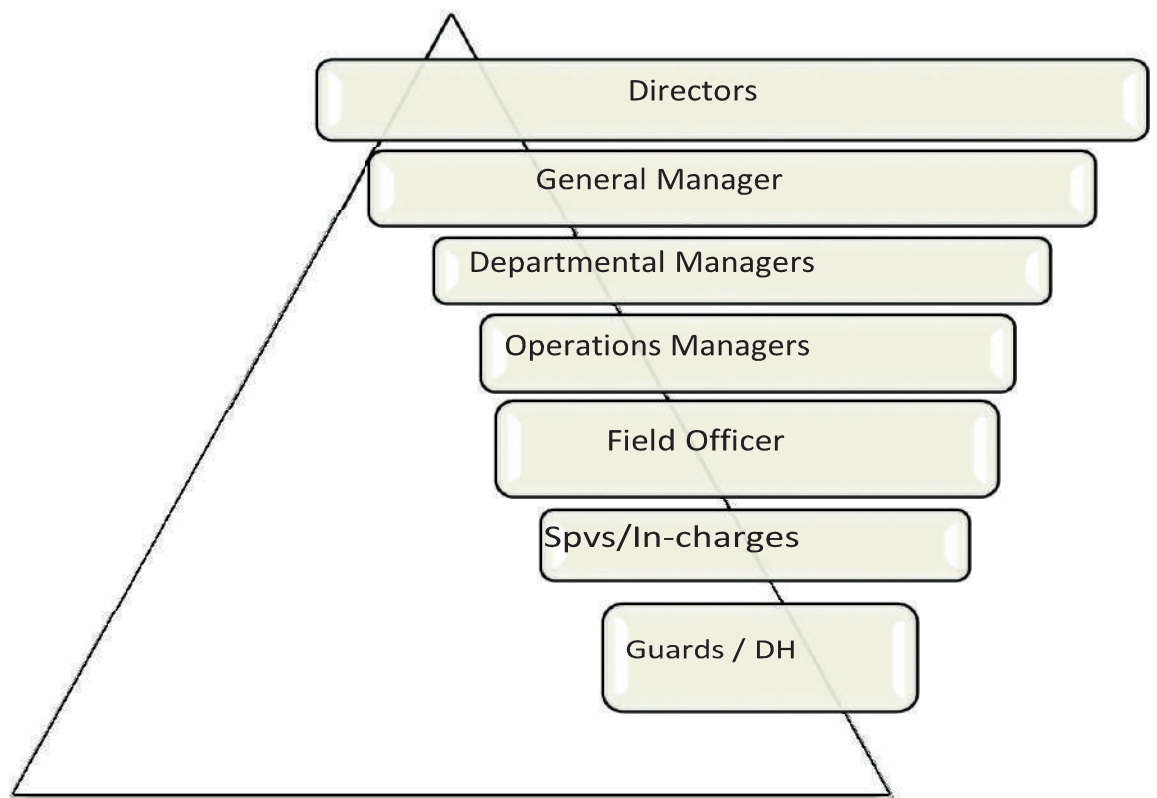 Directors
General Manager
Departmental Managers
Operations Managers
Field Officer
Spvs/In-charges
Guards / DH